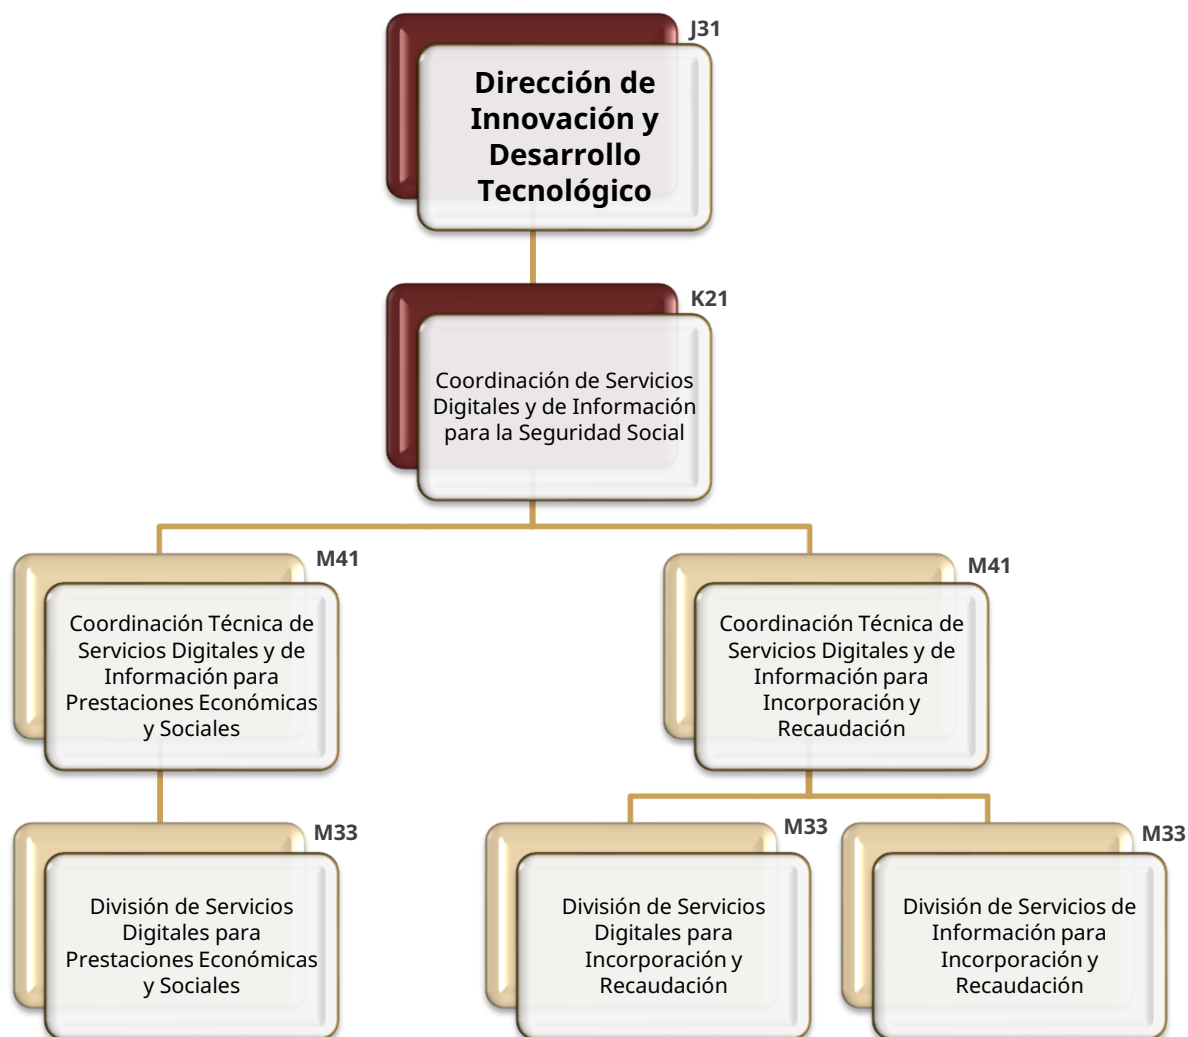 J31
Dirección de
Innovación y
Desarrollo
Tecnológico
K21
Coordinación de Servicios
Digitales y de Información
para la Seguridad Social
M41
Coordinación Técnica de
Servicios Digitales y de
Información para
Prestaciones Económicas
y Sociales
M41
Coordinación Técnica de
Servicios Digitales y de
Información para
Incorporación y
Recaudación
M33
División de Servicios
Digitales para
Prestaciones Económicas
y Sociales
M33
División de Servicios
Digitales para
Incorporación y
Recaudación
M33
División de Servicios de
Información para
Incorporación y
Recaudación